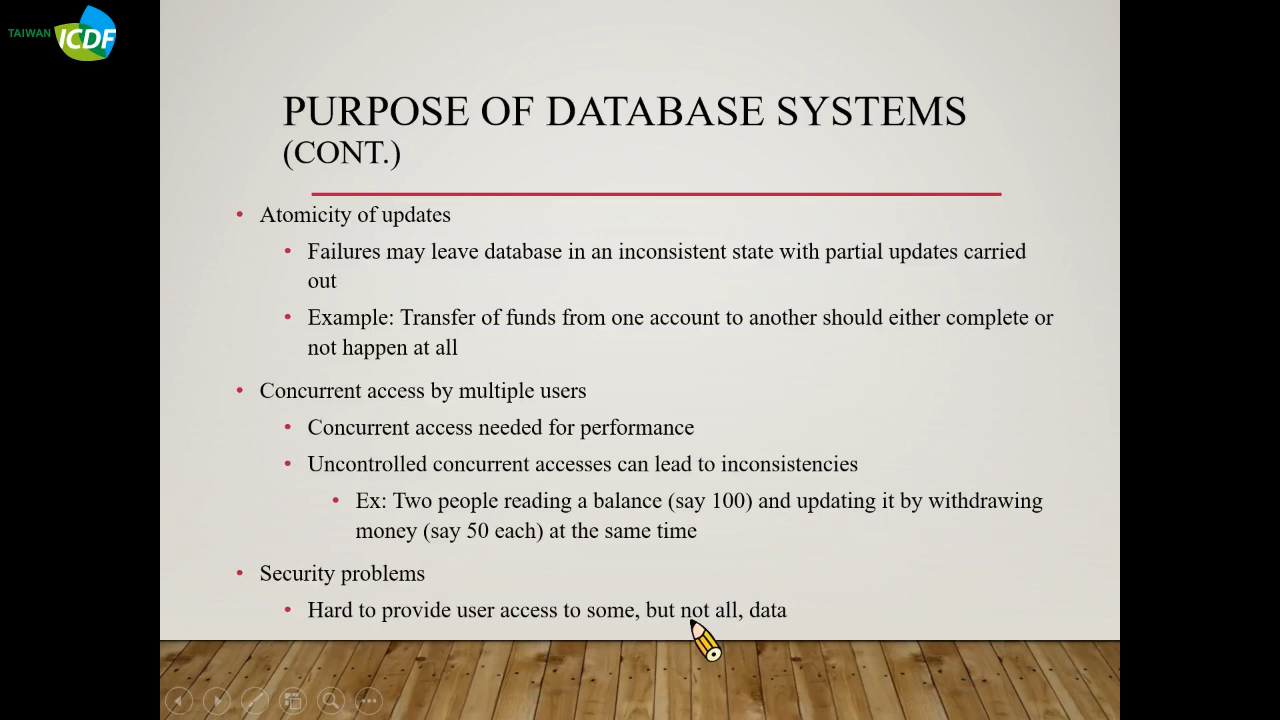 TAIWAN ICDF
PURPOSE OF DATABASE SYSTEMS
(CONT.)
• Atomicity of updates
• Failures may leave database in an inconsistent state with partial updates carried
out
• Example: Transfer of funds from one account to another should either complete or
not happen at all
• Concurrent access by multiple users
• Concurrent access needed for performance
• Uncontrolled concurrent accesses can lead to inconsistencies
• Ex: Two people reading a balance (say 100) and updating it by withdrawing
money (say 50 each) at the same time
• Security problems
• Hard to provide user access to some, but not all, data